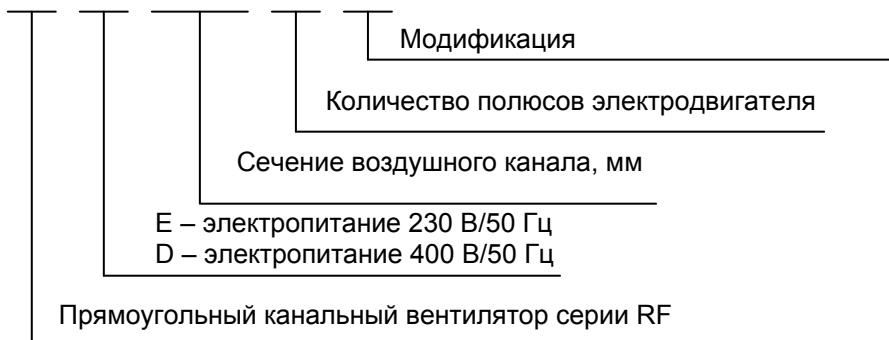 Модификация
Количество полюсов электродвигателя
Сечение воздушного канала, мм
E – электропитание 230 В/50 Гц
D – электропитание 400 В/50 Гц
Прямоугольный канальный вентилятор серии RF